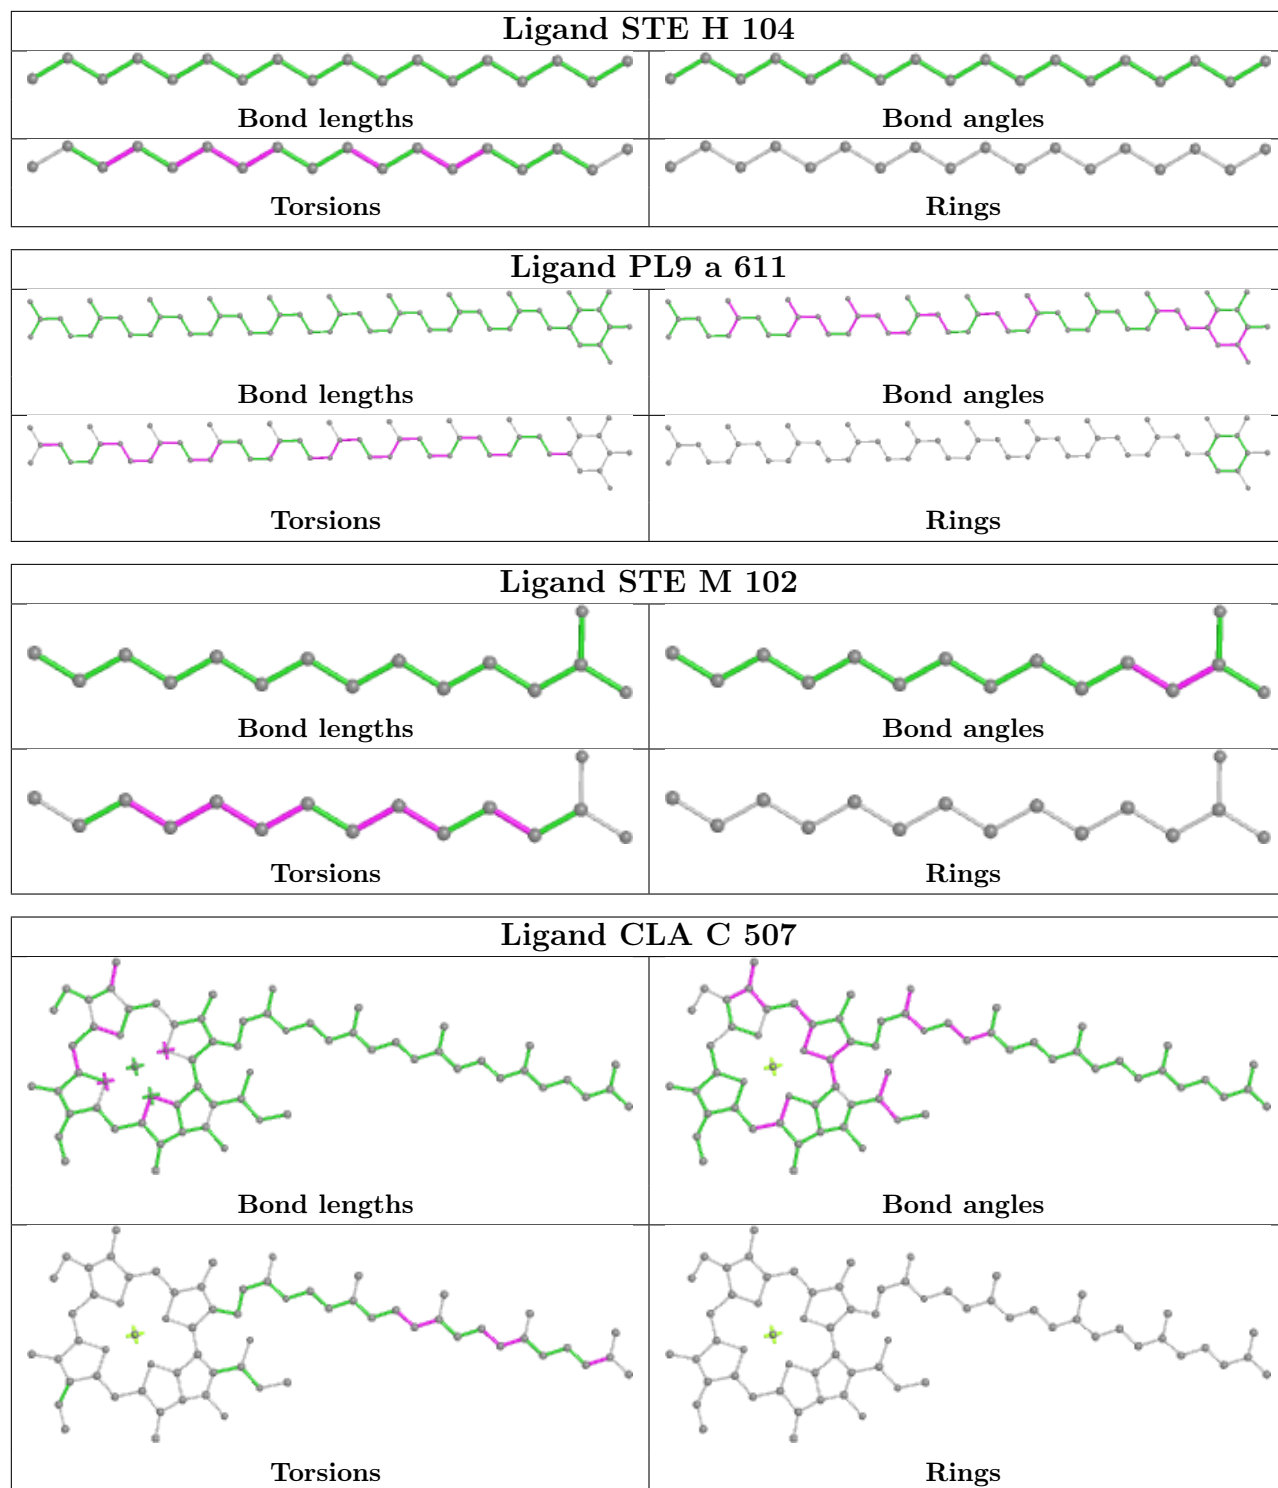 Ligand STE H 104
Bond lengths
Bond angles
Torsions
Rings
Ligand PL9 a 611
Bond lengths
Bond angles
Torsions
Rings
Ligand STE M 102
Bond lengths
Bond angles
Torsions
Rings
Ligand CLA C 507
Bond lengths
Bond angles
Torsions
Rings